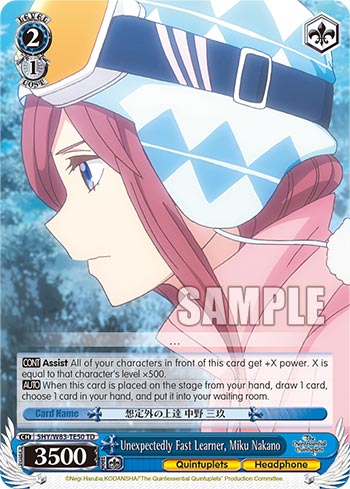 LEVEL
2
1
COST
SAMPLE
...
CONT Assist All of your characters in front of this card get +X power. X is
equal to that character's level ×500.
AUTO When this card is placed on the stage from your hand, draw 1 card,
choose 1 card in your hand, and put it into your waiting room.
Card Name 想定外の上達 中野 三玖
CH 5HY/W83-TE50 TD
Unexpectedly Fast Learner, Miku Nakano
The Quintessential Quintuplets
POWER
3500
Quintuplets Headphone
©Negi Haruba,KODANSHA/"The Quintessential Quintuplets" Production Committee.